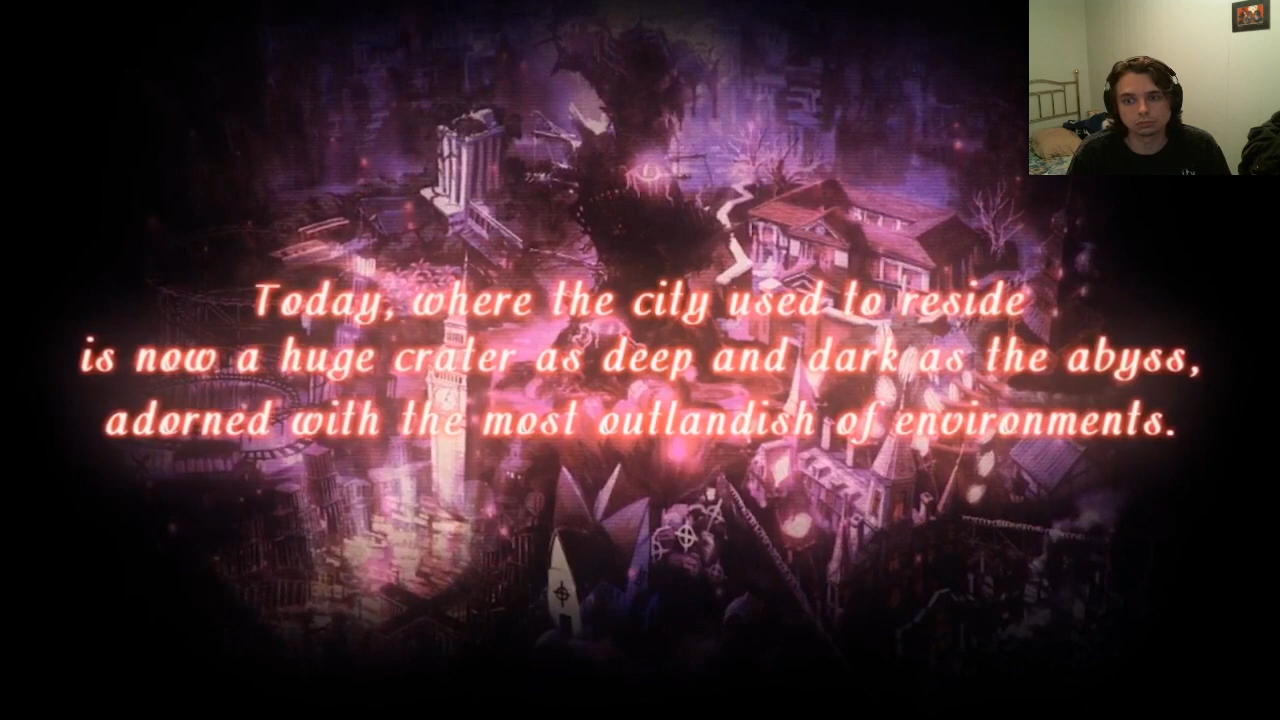 Today, where the city used to reside
is now a huge crater as deep and dark as the abyss,
adorned with the most outlandish of environments.